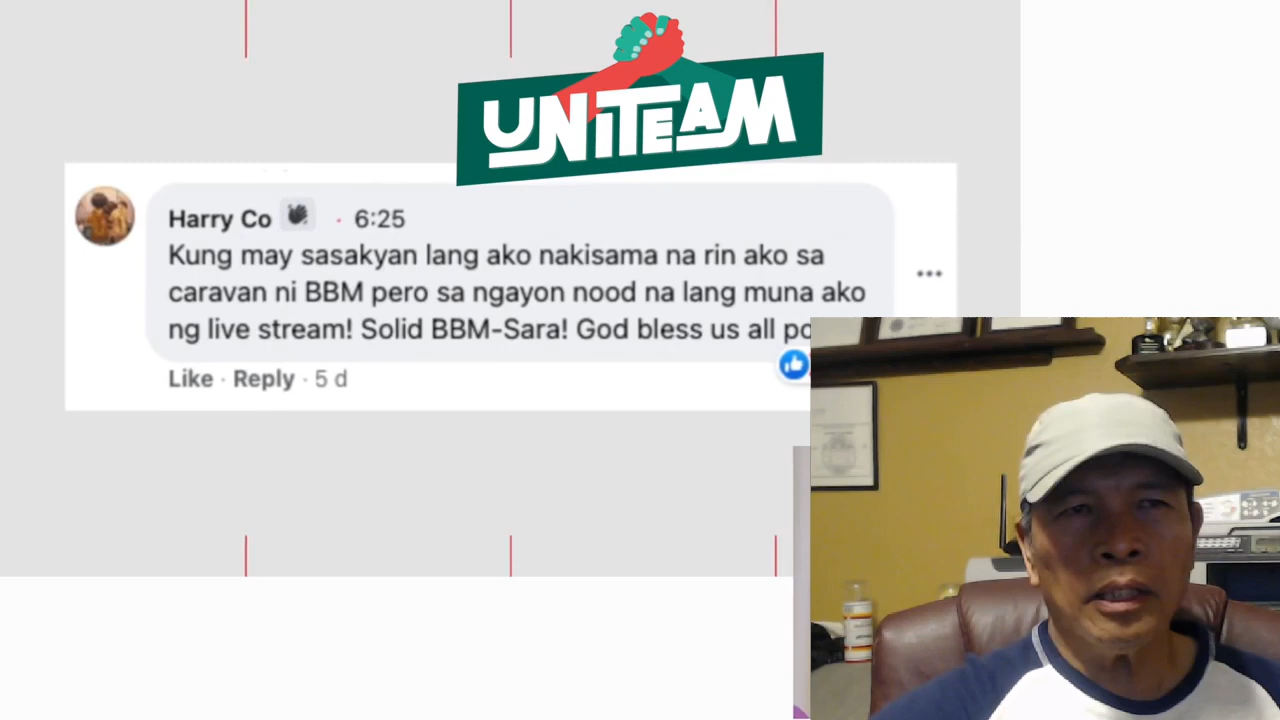 UNITEAM
Harry Co · 6:25
Kung may sasakyan lang ako nakisama na rin ako sa
caravan ni BBM pero sa ngayon nood na lang muna ako
ng live stream! Solid BBM-Sara! God bless us all po
Like · Reply · 5 d